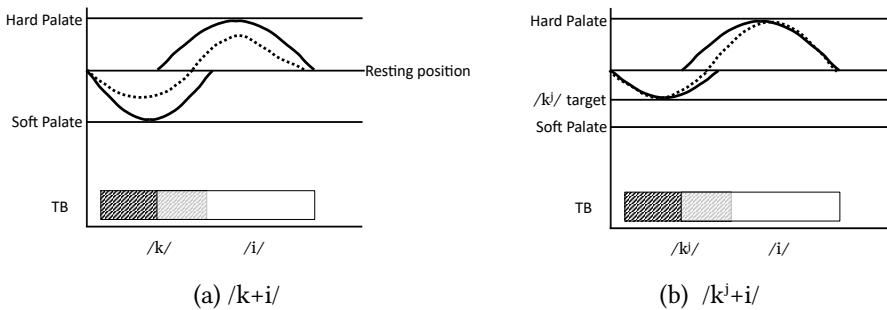 Hard Palate
Resting position
Soft Palate
TB
/k/ /i/
(a) /k+i/
Hard Palate
/kʲ/ target
Soft Palate
TB
/kʲ/ /i/
(b) /kʲ+i/